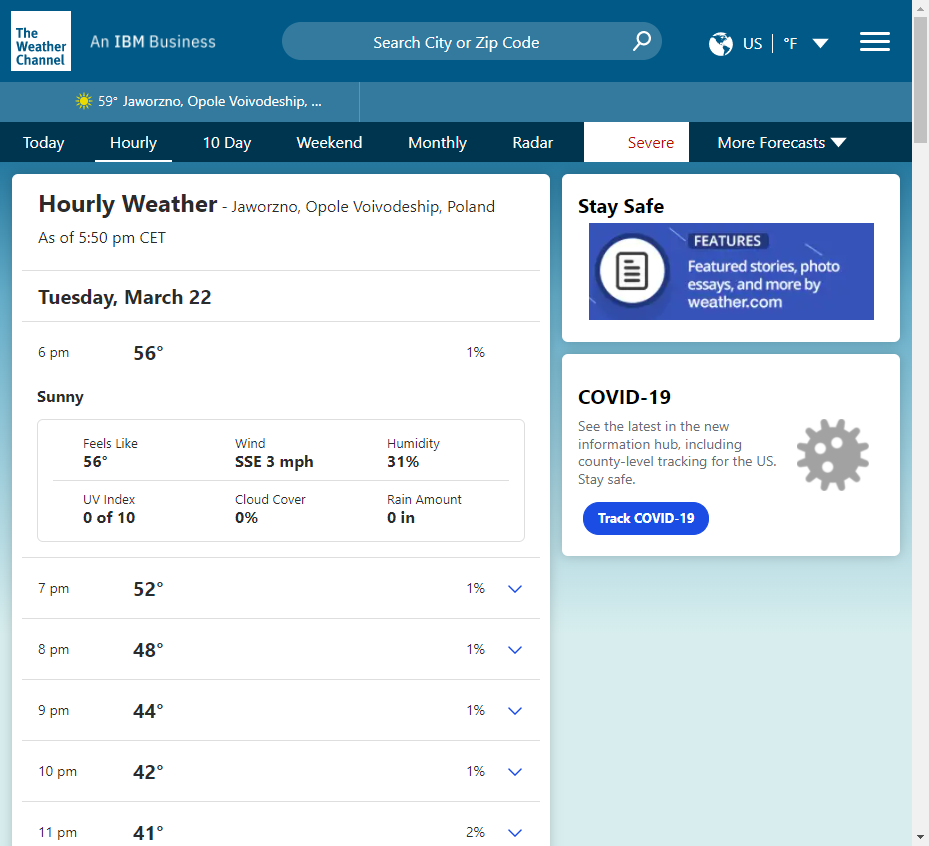 The
Weather
Channel
An IBM Business
Search City or Zip Code
US | °F
59° Jaworzno, Opole Voivodeship, ...
Today Hourly 10 Day Weekend Monthly Radar Severe More Forecasts
Hourly Weather - Jaworzno, Opole Voivodeship, Poland
As of 5:50 pm CET
Tuesday, March 22
6 pm 56° 1%
Sunny
Feels Like Wind Humidity
56° SSE 3 mph 31%
UV Index Cloud Cover Rain Amount
0 of 10 0% 0 in
7 pm 52° 1%
8 pm 48° 1%
9 pm 44° 1%
10 pm 42° 1%
11 pm 41° 2%
Stay Safe
FEATURES
Featured stories, photo
essays, and more by
weather.com
COVID-19
See the latest in the new
information hub, including
county-level tracking for the US.
Stay safe.
Track COVID-19